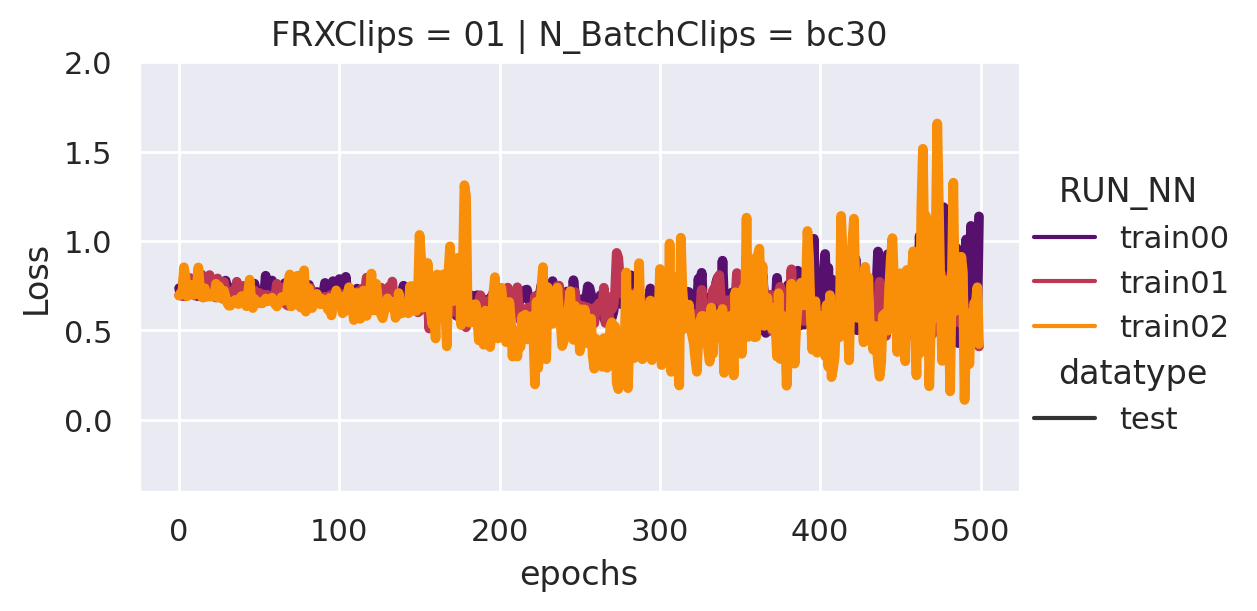 FRXClips = 01 | N_BatchClips = bc30
2.0
1.5
1.0
0.5
0.0
Loss
0 100 200 300 400 500
epochs
RUN_NN
train00
train01
train02
datatype
test